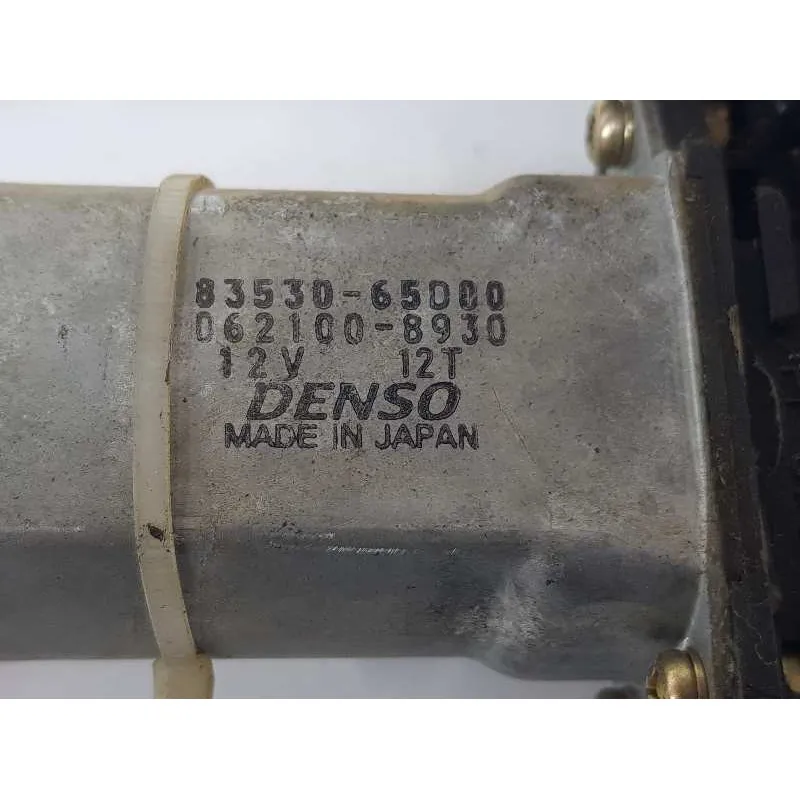 83530-65D00
062100-8930
12V 12T
DENSO
MADE IN JAPAN